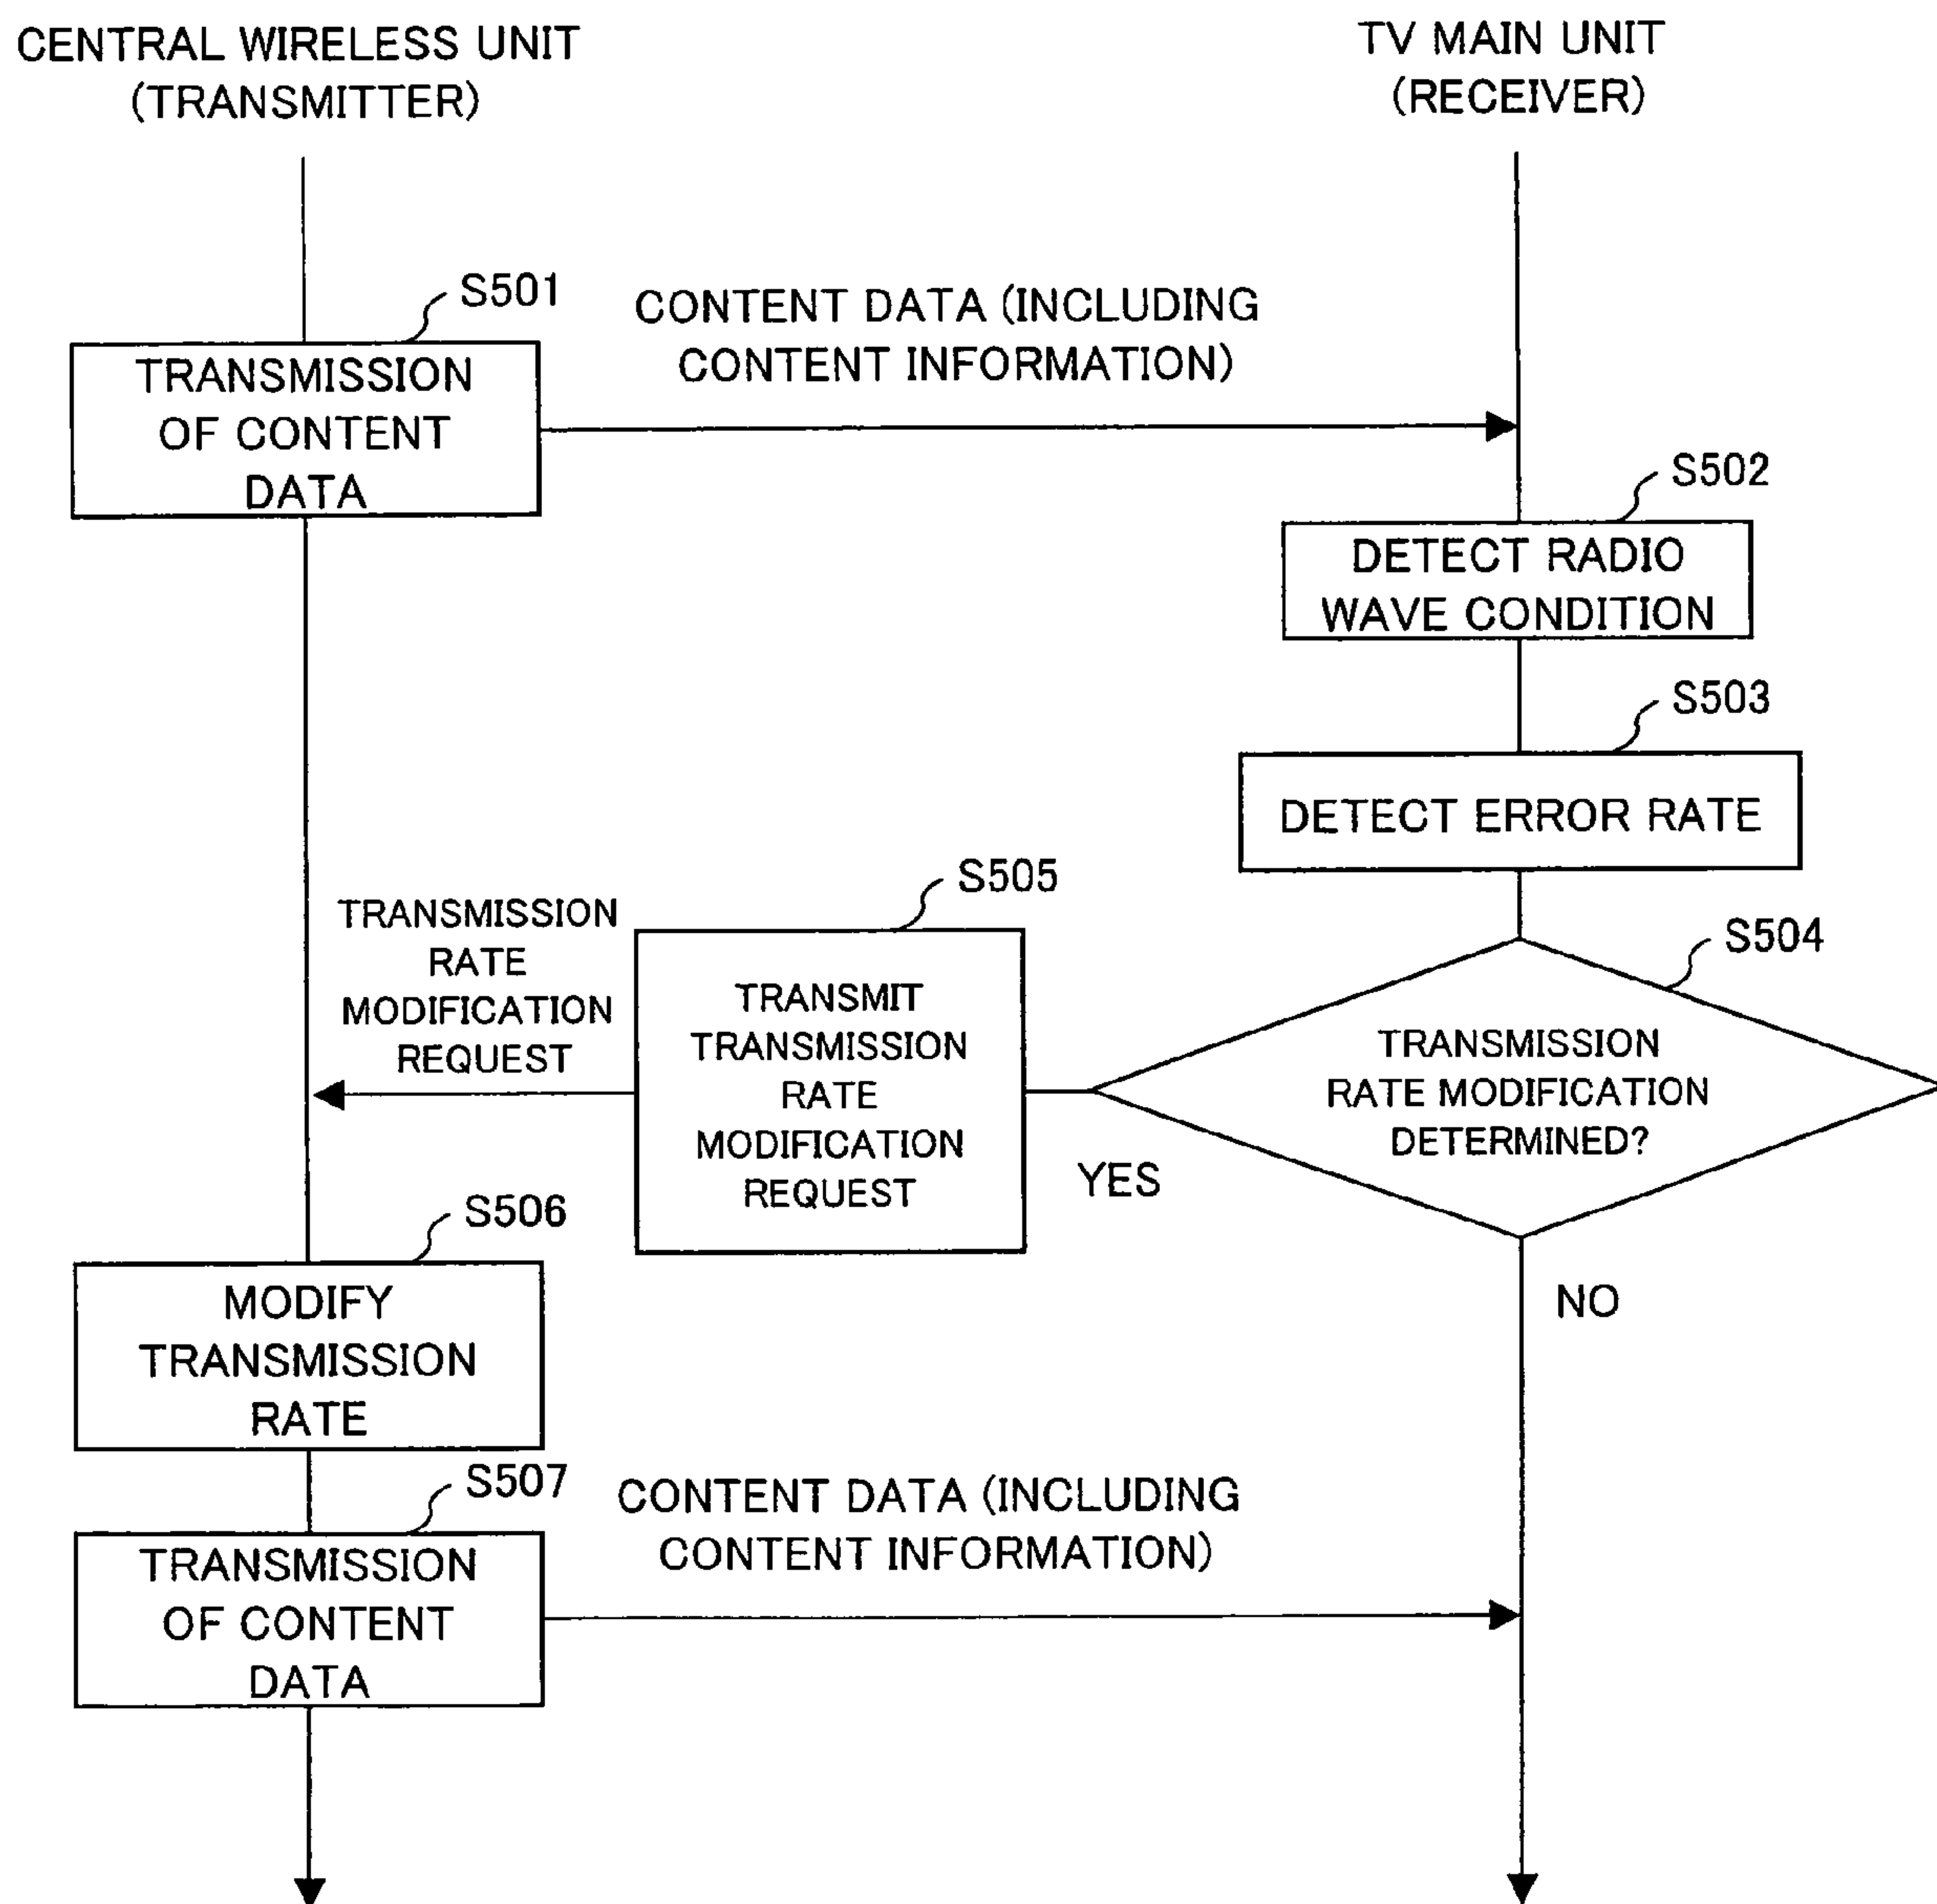 CENTRAL WIRELESS UNIT
(TRANSMITTER)
TV MAIN UNIT
(RECEIVER)
S501
TRANSMISSION
OF CONTENT
DATA
CONTENT DATA (INCLUDING
CONTENT INFORMATION)
S502
DETECT RADIO
WAVE CONDITION
S503
DETECT ERROR RATE
S504
TRANSMISSION
RATE MODIFICATION
DETERMINED?
YES
NO
S505
TRANSMIT
TRANSMISSION
RATE
MODIFICATION
REQUEST
TRANSMISSION
RATE
MODIFICATION
REQUEST
S506
MODIFY
TRANSMISSION
RATE
S507
TRANSMISSION
OF CONTENT
DATA
CONTENT DATA (INCLUDING
CONTENT INFORMATION)